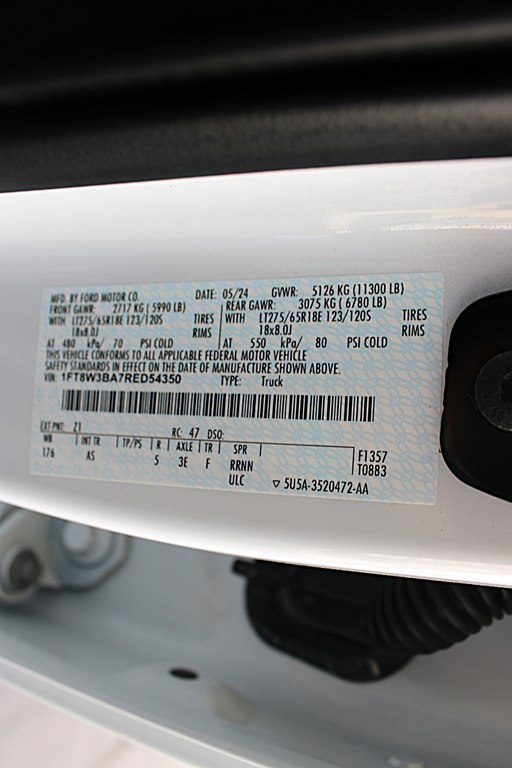 MFD. BY FORD MOTOR CO. DATE: 05/24 GVWR: 5126 KG (11300 LB)
FRONT GAWR: 2717 KG ( 5990 LB) REAR GAWR: 3075 KG ( 6780 LB)
WITH LT275/65R18E 123/120S TIRES WITH LT275/65R18E 123/120S TIRES
18x8.0J RIMS 18x8.0J RIMS
AT 480 kPa/ 70 PSI COLD AT 550 kPa/ 80 PSI COLD
THIS VEHICLE CONFORMS TO ALL APPLICABLE FEDERAL MOTOR VEHICLE
SAFETY STANDARDS IN EFFECT ON THE DATE OF MANUFACTURE SHOWN ABOVE.
VIN: 1FT8W3BA7RED54350 TYPE: Truck
EXT PNT: Z1 RC: 47 DSO:
WB INT TR TP/PS R AXLE TR SPR F1357
176 AS 5 3E F RRNN T0883
ULC ▽ 5U5A-3520472-AA